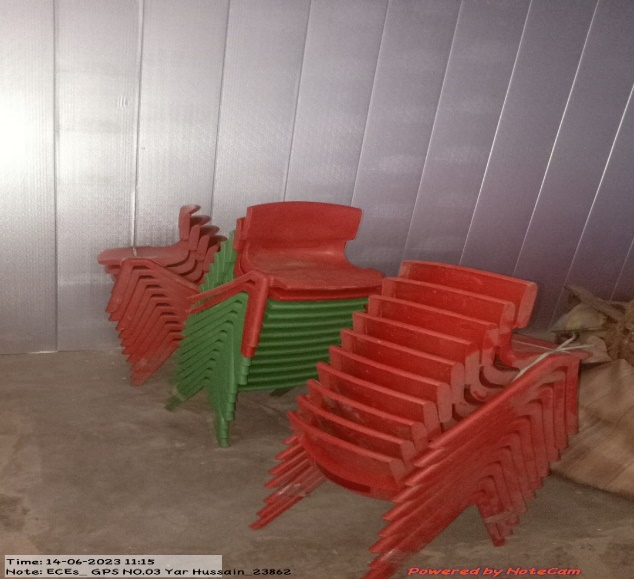 Time: 14-06-2023 11:15
Note: ECEs_ GPS NO.03 Yar Hussain_23862
Powered by NoteCam